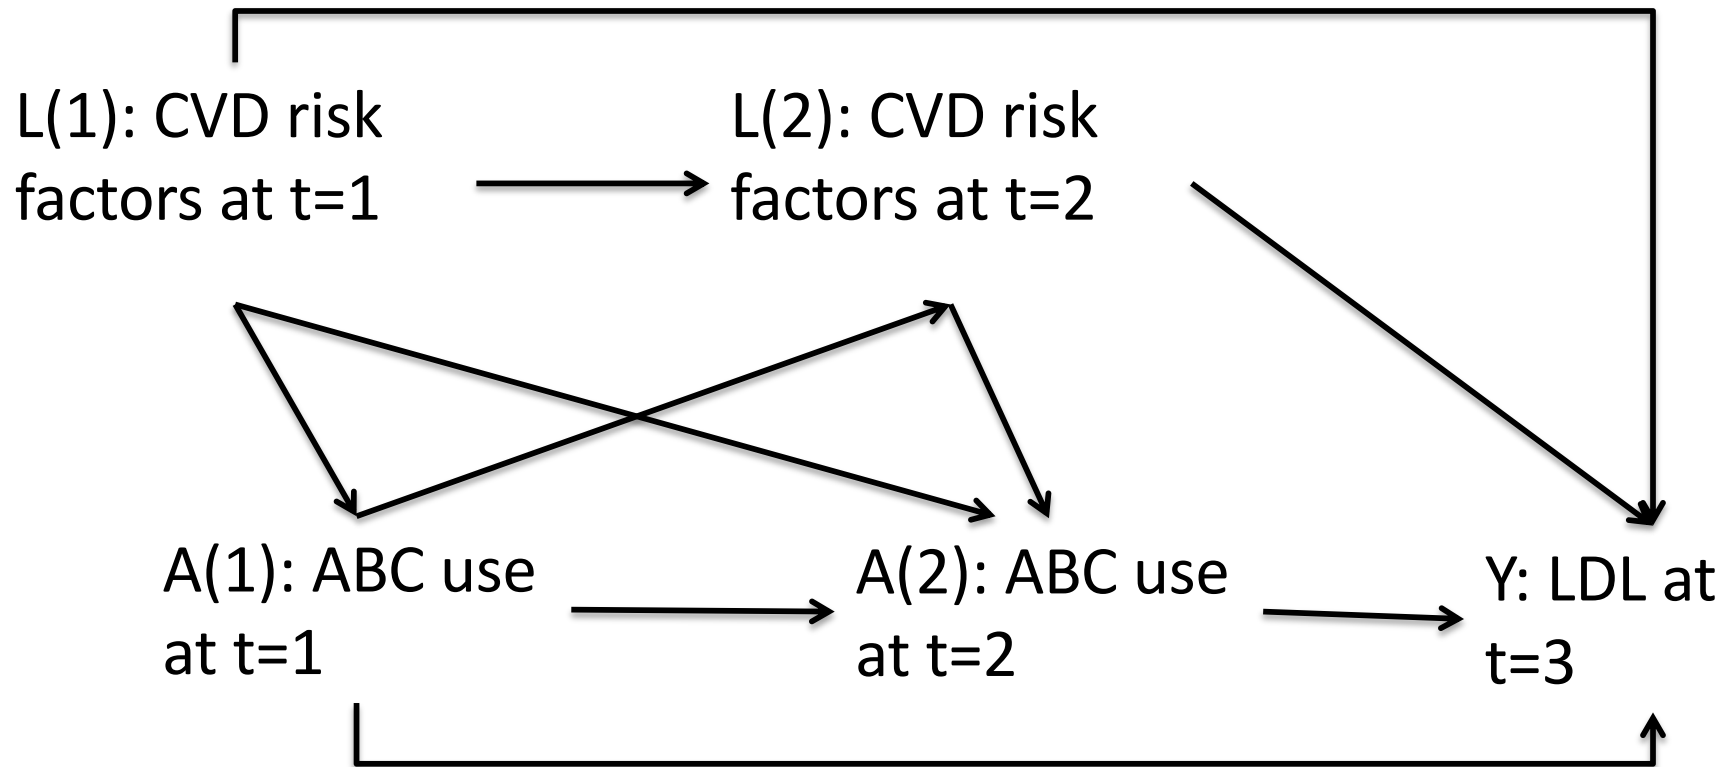 L(1): CVD risk
factors at t=1
L(2): CVD risk
factors at t=2
A(1): ABC use
at t=1
A(2): ABC use
at t=2
Y: LDL at
t=3